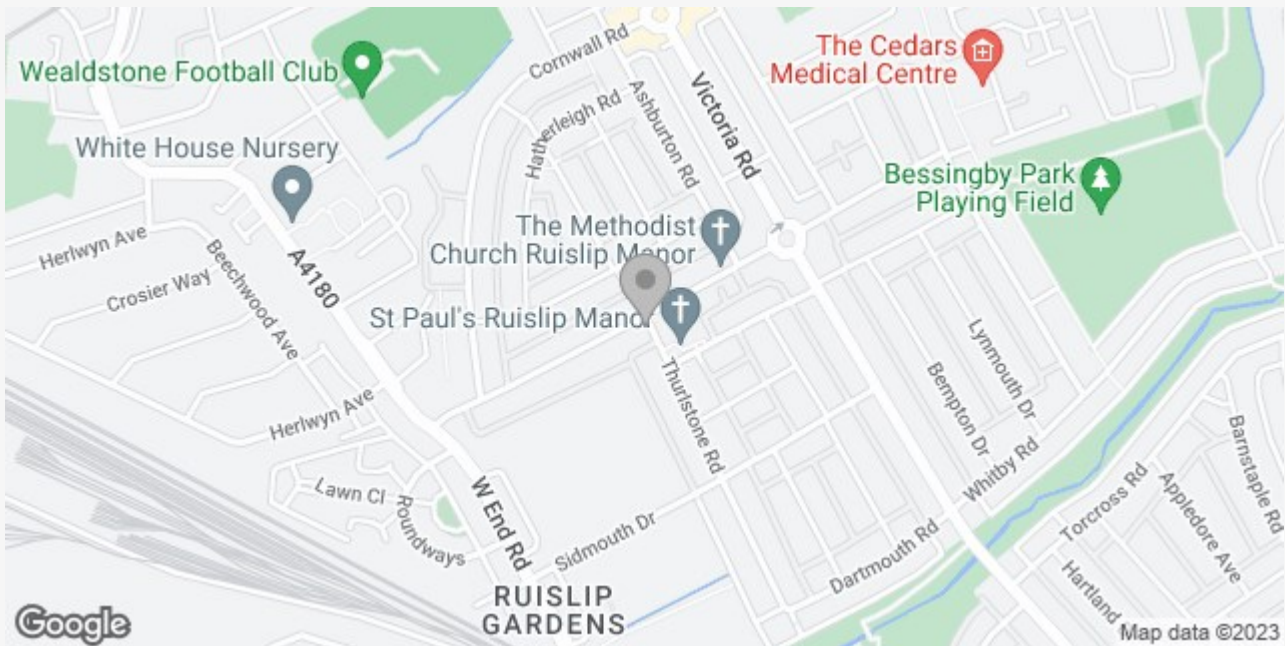 Cornwall Rd
The Cedars
Medical Centre
Wealdstone Football Club
Hatherleigh Rd
Ashburton Rd
Victoria Rd
White House Nursery
Bessingby Park
Playing Field
The Methodist
Church Ruislip Manor
Herlwyn Ave
Crosier Way
Beechwood Ave
A4180
St Paul's Ruislip Manor
Thurlstone Rd
Lynmouth Dr
Bempton Dr
Herlwyn Ave
Whitby Rd
Barnstaple Rd
Lawn Cl
Roundways
W End Rd
Sidmouth Dr
Torcross Rd
Appledore Ave
Dartmouth Rd
Hartland
RUISLIP
GARDENS
Google
Map data ©2023